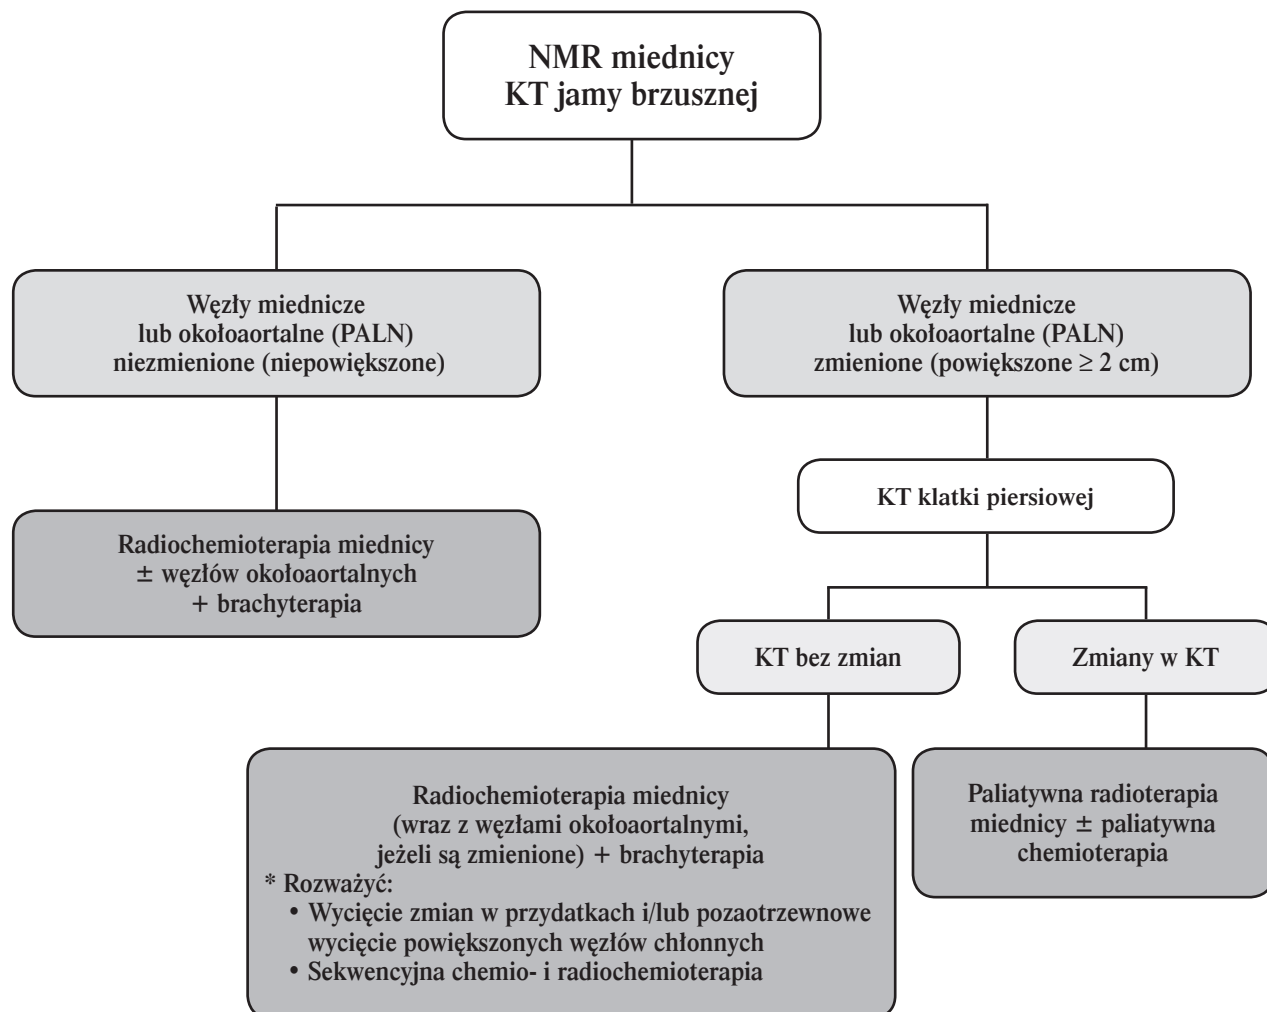 NMR miednicy
KT jamy brzusznej
Węzły miednicze
lub okołoaortalne (PALN)
niezmienione (niepowiększone)
Węzły miednicze
lub okołoaortalne (PALN)
zmienione (powiększone ≥ 2 cm)
KT klatki piersiowej
Radiochemioterapia miednicy
± węzłów okołoaortalnych
+ brachyterapia
KT bez zmian
Zmiany w KT
Radiochemioterapia miednicy
(wraz z węzłami okołoaortalnymi,
jeżeli są zmienione) + brachyterapia
* Rozważyć:
• Wycięcie zmian w przydatkach i/lub pozaotrzewnowe
wycięcie powiększonych węzłów chłonnych
• Sekwencyjna chemio- i radiochemioterapia
Paliatywna radioterapia
miednicy ± paliatywna
chemioterapia